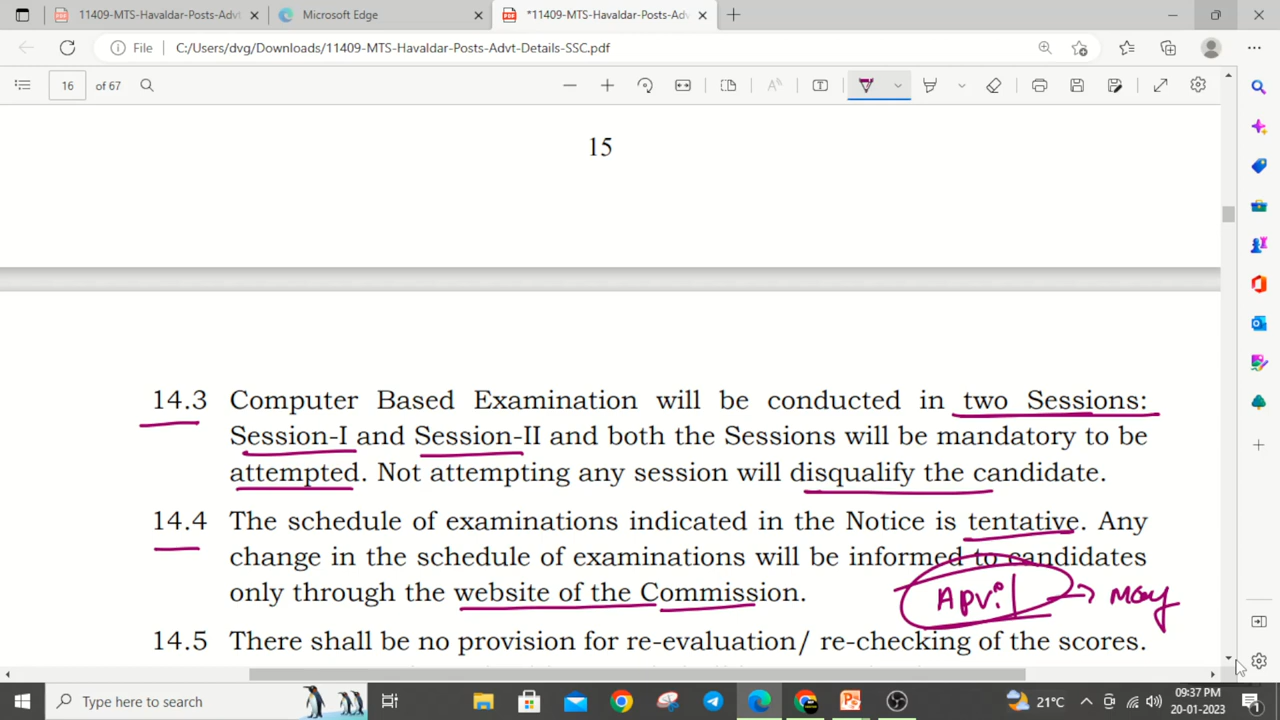 11409-MTS-Havaldar-Posts-Advt
Microsoft Edge
*11409-MTS-Havaldar-Posts-Adv
File
C:/Users/dvg/Downloads/11409-MTS-Havaldar-Posts-Advt-Details-SSC.pdf
16 of 67
15
14.3 Computer Based Examination will be conducted in two Sessions:
Session-I and Session-II and both the Sessions will be mandatory to be
attempted. Not attempting any session will disqualify the candidate.
14.4 The schedule of examinations indicated in the Notice is tentative. Any
change in the schedule of examinations will be informed to candidates
only through the website of the Commission.
April → may
14.5 There shall be no provision for re-evaluation/ re-checking of the scores.
Type here to search
21°C
09:37 PM
20-01-2023